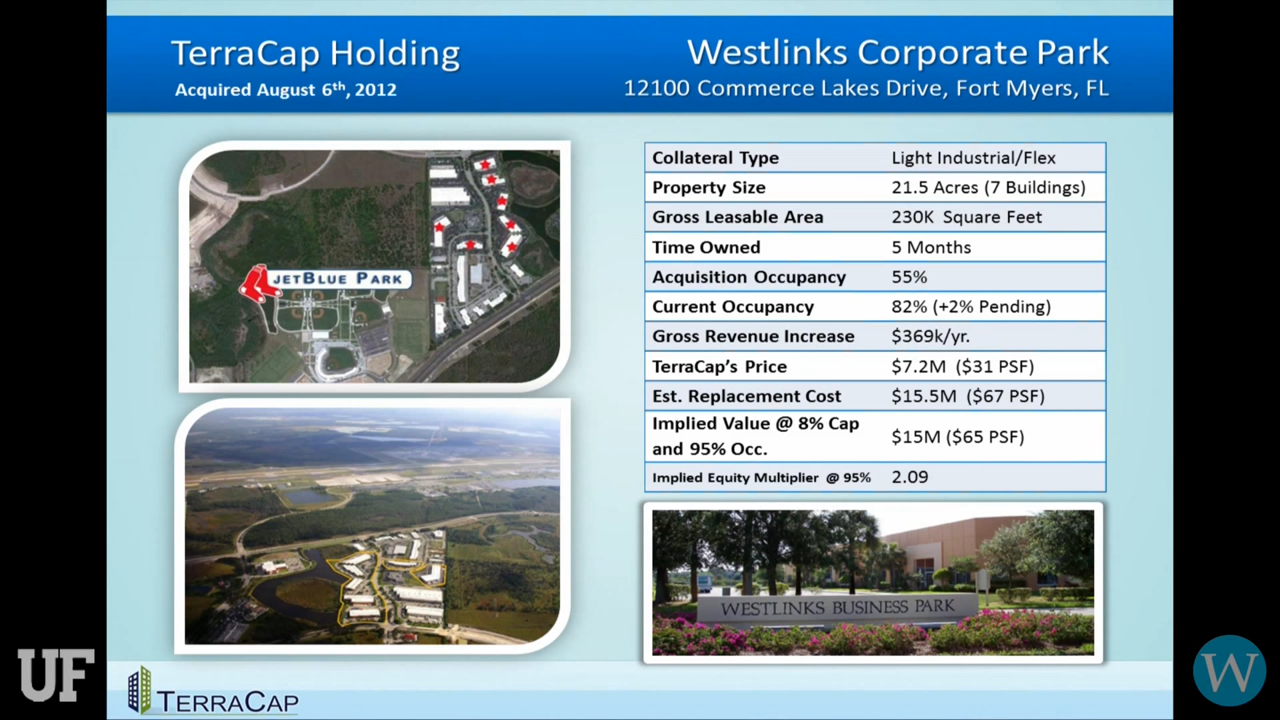 TerraCap Holding
Acquired August 6th, 2012
Westlinks Corporate Park
12100 Commerce Lakes Drive, Fort Myers, FL
JETBLUE PARK
Collateral Type Light Industrial/Flex
Property Size 21.5 Acres (7 Buildings)
Gross Leasable Area 230K Square Feet
Time Owned 5 Months
Acquisition Occupancy 55%
Current Occupancy 82% (+2% Pending)
Gross Revenue Increase $369k/yr.
TerraCap's Price $7.2M ($31 PSF)
Est. Replacement Cost $15.5M ($67 PSF)
Implied Value @ 8% Cap
and 95% Occ. $15M ($65 PSF)
Implied Equity Multiplier @ 95% 2.09
WESTLINKS BUSINESS PARK
UF
TERRACAP
W